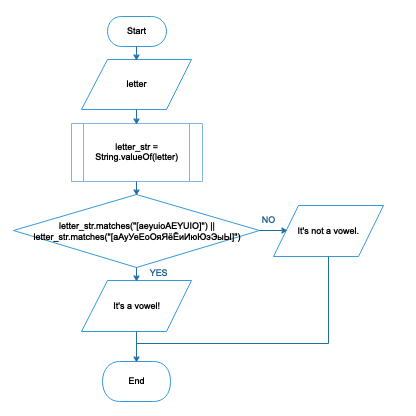 Start
letter
letter_str =
String.valueOf(letter)
letter_str.matches("[aeyuioAEYUIO]") ||
letter_str.matches("[аАуУеЕоОяЯёЁиИюЮэЭыЫ]")
NO
It's not a vowel.
YES
It's a vowel!
End